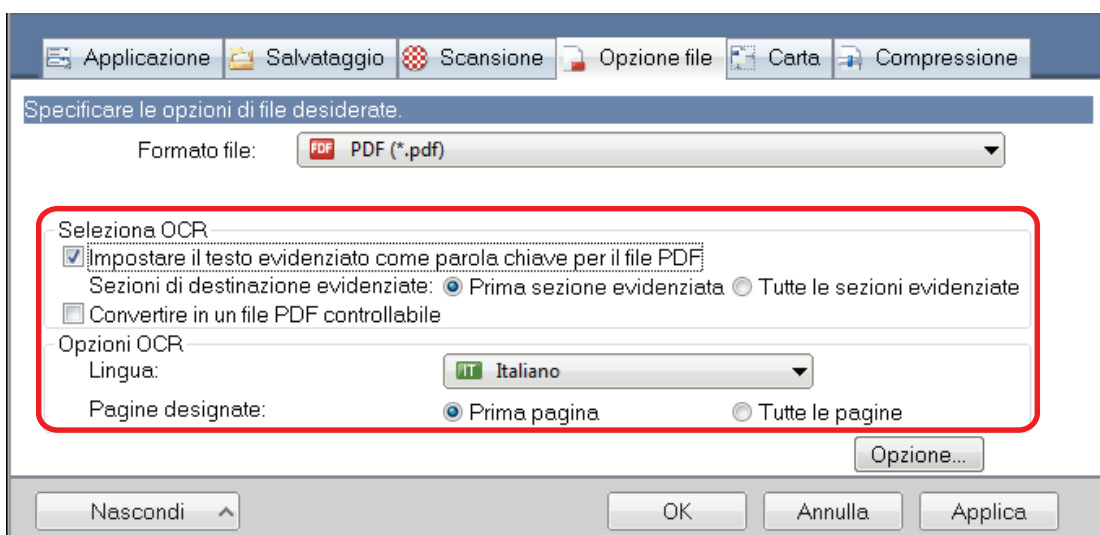 Applicazione Salvataggio Scansione Opzione file Carta Compressione
Specificare le opzioni di file desiderate.
Formato file: PDF PDF (*.pdf)
Seleziona OCR
Impostare il testo evidenziato come parola chiave per il file PDF
Sezioni di destinazione evidenziate: Prima sezione evidenziata Tutte le sezioni evidenziate
Convertire in un file PDF controllabile
Opzioni OCR
Lingua: IT Italiano
Pagine designate: Prima pagina Tutte le pagine
Opzione...
Nascondi OK Annulla Applica